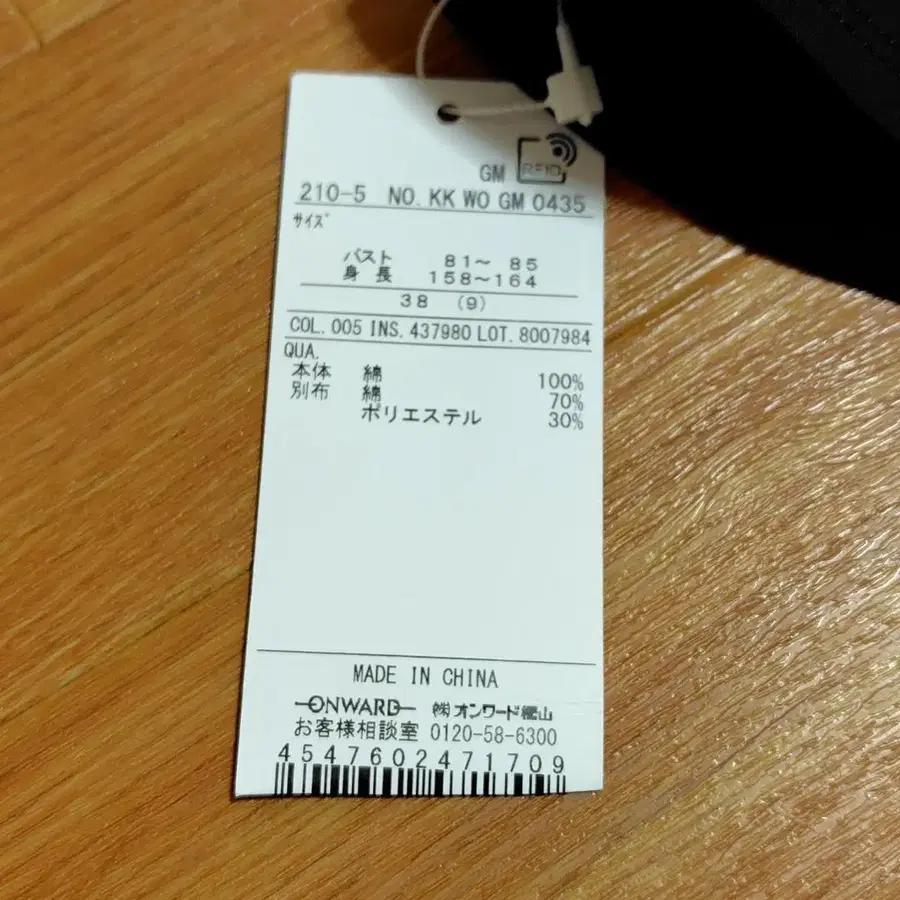 GM RFID
210-5 NO. KK WO GM 0435
サイズ
バスト 81～ 85
身長 158～164
38 (9)
COL. 005 INS. 437980 LOT. 8007984
QUA.
本体 綿 100%
別布 綿 70%
ポリエステル 30%
MADE IN CHINA
ONWARD ㈱オンワード樫山
お客様相談室 0120-58-6300
4547602471709